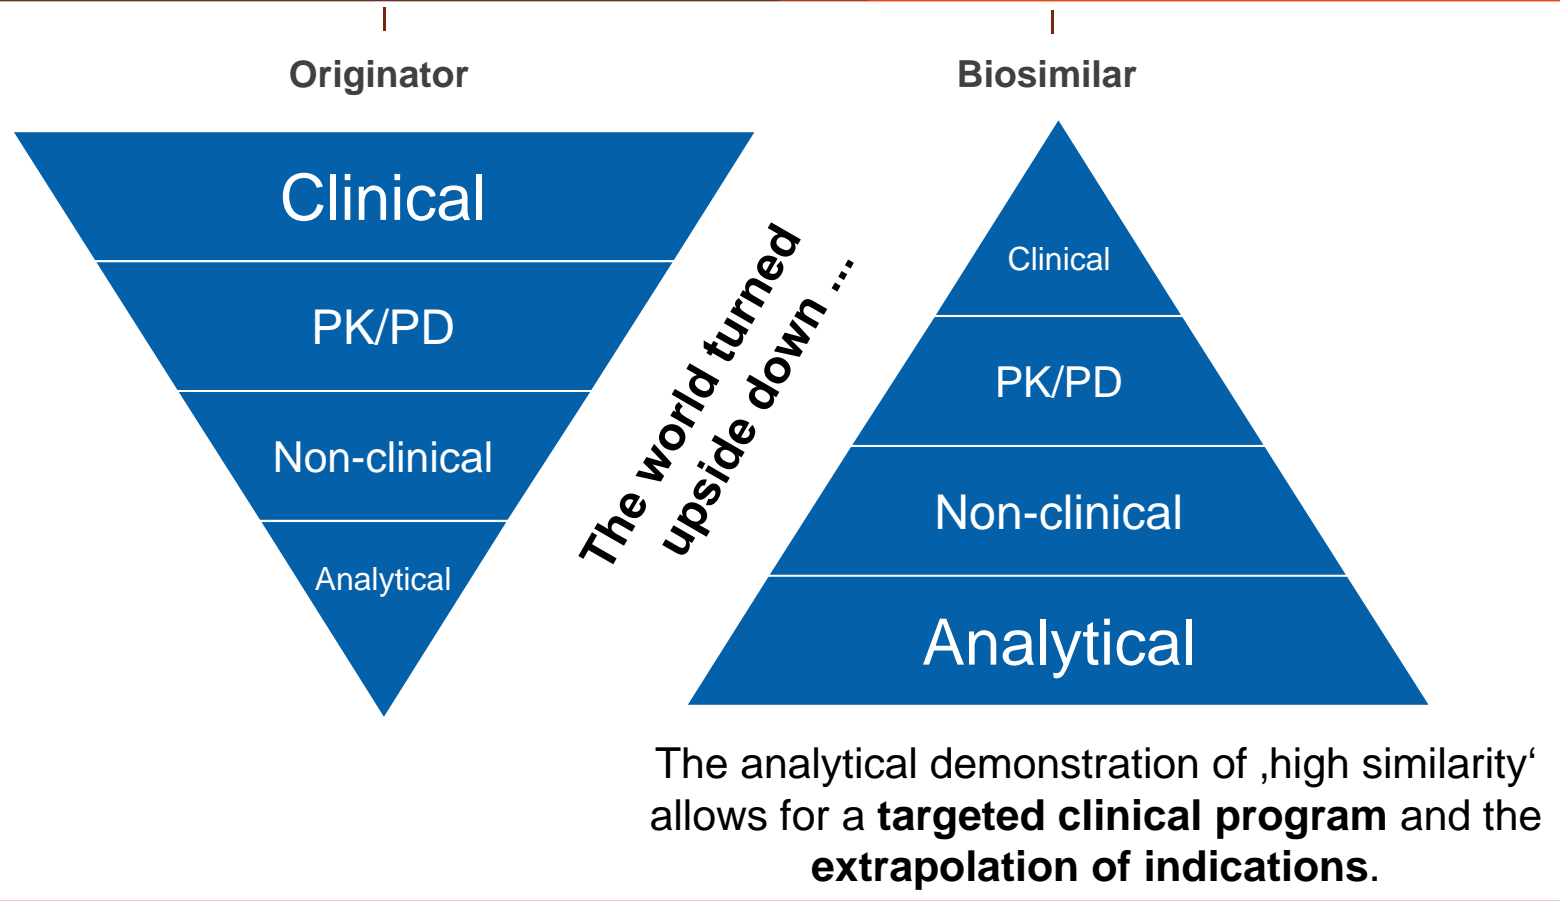 Originator
Clinical
PK/PD
Non-clinical
Analytical
The world turned
upside down ...
Biosimilar
Clinical
PK/PD
Non-clinical
Analytical
The analytical demonstration of ‚high similarity‘
allows for a targeted clinical program and the
extrapolation of indications.